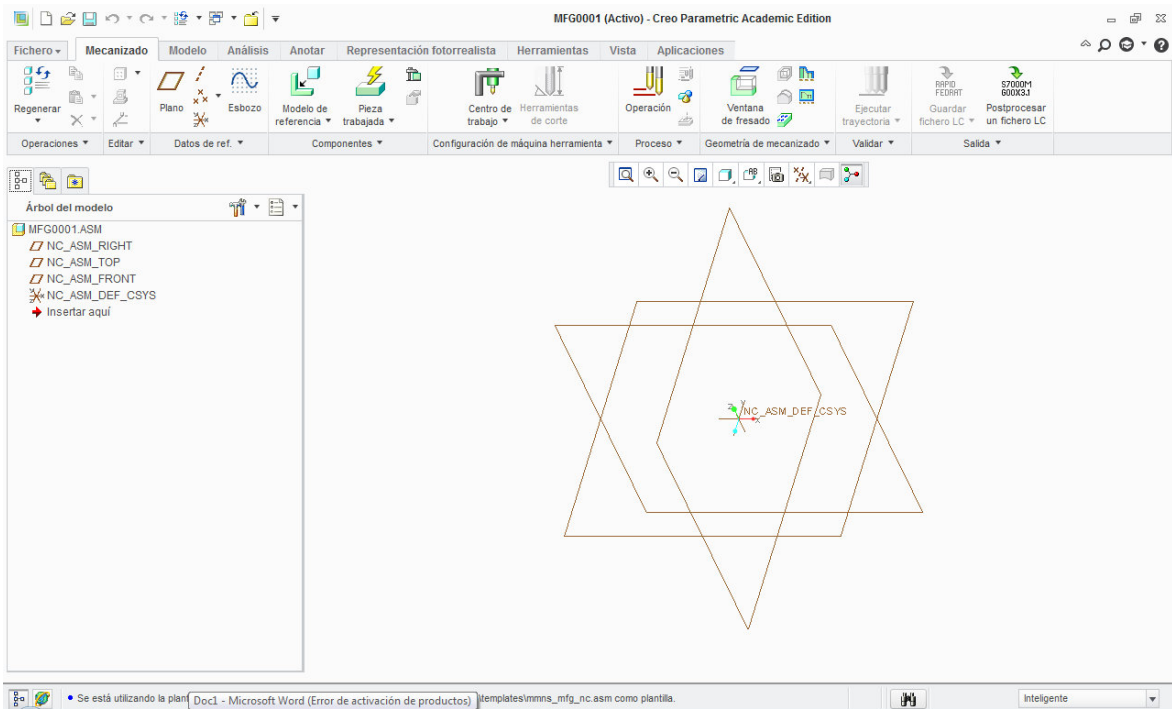 MFG0001 (Activo) - Creo Parametric Academic Edition
Fichero Mecanizado Modelo Análisis Anotar Representación fotorrealista Herramientas Vista Aplicaciones
RAPID S7000M
FEDRAT G00X3.1
Regenerar Plano Esbozo Modelo de Pieza Centro de Herramientas Operación Ventana Ejecutar Guardar Postprocesar
referencia trabajada trabajo de corte de fresado trayectoria fichero LC un fichero LC
Operaciones Editar Datos de ref. Componentes Configuración de máquina herramienta Proceso Geometría de mecanizado Validar Salida
Árbol del modelo
MFG0001.ASM
NC_ASM_RIGHT
NC_ASM_TOP
NC_ASM_FRONT
NC_ASM_DEF_CSYS
Insertar aquí
Z Y
NC_ASM_DEF_CSYS
X
Se está utilizando la plant Doc1 - Microsoft Word (Error de activación de productos) \templates\mmns_mfg_nc.asm como plantilla. Inteligente